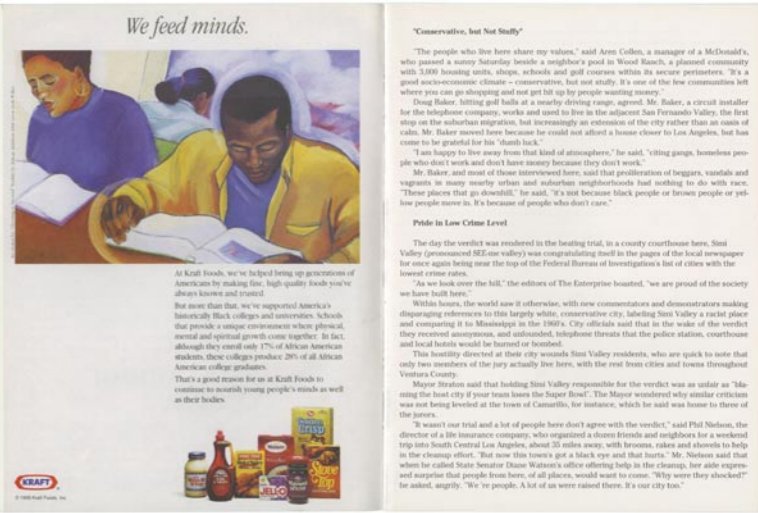 We feed minds.
At Kraft Foods, we've helped bring up generations of
Americans by making fine, high quality foods you've
always known and trusted.
But more than that, we've supported America's
historically Black colleges and universities. Schools
that provide a unique environment where physical,
mental and spiritual growth come together. In fact,
although they enroll only 17% of African American
students, these colleges produce 28% of all African
American college graduates.
That's a good reason for us at Kraft Foods to
continue to nourish young people's minds as well
as their bodies.
Crisp
JELL-O
Stove
Top
KRAFT
Kraft Foods, Inc
"Conservative, but Not Stuffy"
"The people who live here share my values," said Aren Collen, a manager of a McDonald's,
who passed a sunny Saturday beside a neighbor's pool in Wood Ranch, a planned community
with 3,000 housing units, shops, schools and golf courses within its secure perimeters. "It's a
good socio-economic climate – conservative, but not stuffy. It's one of the few communities left
where you can go shopping and not get hit up by people wanting money."
Doug Baker, hitting golf balls at a nearby driving range, agreed. Mr. Baker, a circuit installer
for the telephone company, works and used to live in the adjacent San Fernando Valley, the first
stop on the suburban migration, but increasingly an extension of the city rather than an oasis of
calm. Mr. Baker moved here because he could not afford a house closer to Los Angeles, but has
come to be grateful for his "dumb luck."
"I am happy to live away from that kind of atmosphere," he said, "citing gangs, homeless peo-
ple who don't work and don't have money because they don't work."
Mr. Baker, and most of those interviewed here, said that proliferation of beggars, vandals and
vagrants in many nearby urban and suburban neighborhoods had nothing to do with race.
"These places that go downhill," he said, "it's not because black people or brown people or yel-
low people move in. It's because of people who don't care."
Pride in Low Crime Level
The day the verdict was rendered in the beating trial, in a county courthouse here, Simi
Valley (pronounced SEE-me valley) was congratulating itself in the pages of the local newspaper
for once again being near the top of the Federal Bureau of Investigation's list of cities with the
lowest crime rates.
"As we look over the hill," the editors of The Enterprise boasted, "we are proud of the society
we have built here."
Within hours, the world saw it otherwise, with new commentators and demonstrators making
disparaging references to this largely white, conservative city, labeling Simi Valley a racist place
and comparing it to Mississippi in the 1960's. City officials said that in the wake of the verdict
they received anonymous, and unfounded, telephone threats that the police station, courthouse
and local hotels would be burned or bombed.
This hostility directed at their city wounds Simi Valley residents, who are quick to note that
only two members of the jury actually live here, with the rest from cities and towns throughout
Ventura County.
Mayor Straton said that holding Simi Valley responsible for the verdict was as unfair as "bla-
ming the host city if your team loses the Super Bowl". The Mayor wondered why similar criticism
was not being leveled at the town of Camarillo, for instance, which he said was home to three of
the jurors.
"It wasn't our trial and a lot of people here don't agree with the verdict," said Phil Nielson, the
director of a life insurance company, who organized a dozen friends and neighbors for a weekend
trip into South Central Los Angeles, about 35 miles away, with brooms, rakes and shovels to help
in the cleanup effort. "But now this town's got a black eye and that hurts." Mr. Nielson said that
when he called State Senator Diane Watson's office offering help in the cleanup, her aide expres-
sed surprise that people from here, of all places, would want to come. "Why were they shocked?"
he asked, angrily. "We 're people. A lot of us were raised there. It's our city too."